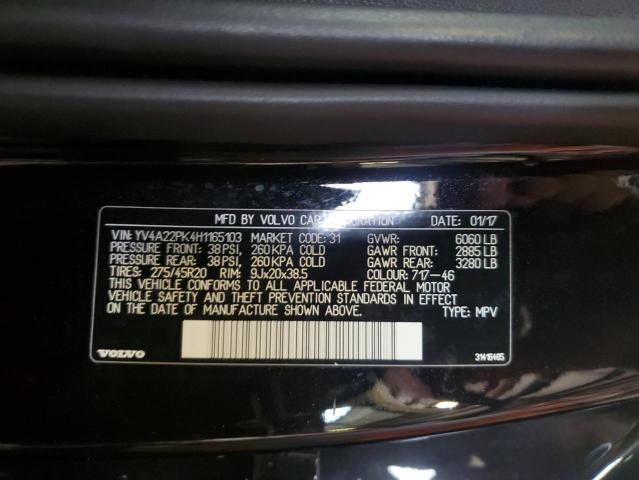 MFD BY VOLVO CAR CORPORATION DATE: 01/17
VIN: YV4A22PK4H1165103 MARKET CODE: 31 GVWR: 6060 LB
PRESSURE FRONT: 38 PSI, 260 KPA COLD GAWR FRONT: 2885 LB
PRESSURE REAR: 38 PSI, 260 KPA COLD GAWR REAR: 3280 LB
TIRES: 275/45R20 RIM: 9Jx20x38.5 COLOUR: 717-46
THIS VEHICLE CONFORMS TO ALL APPLICABLE FEDERAL MOTOR
VEHICLE SAFETY AND THEFT PREVENTION STANDARDS IN EFFECT
ON THE DATE OF MANUFACTURE SHOWN ABOVE.
TYPE: MPV
VOLVO 31416485